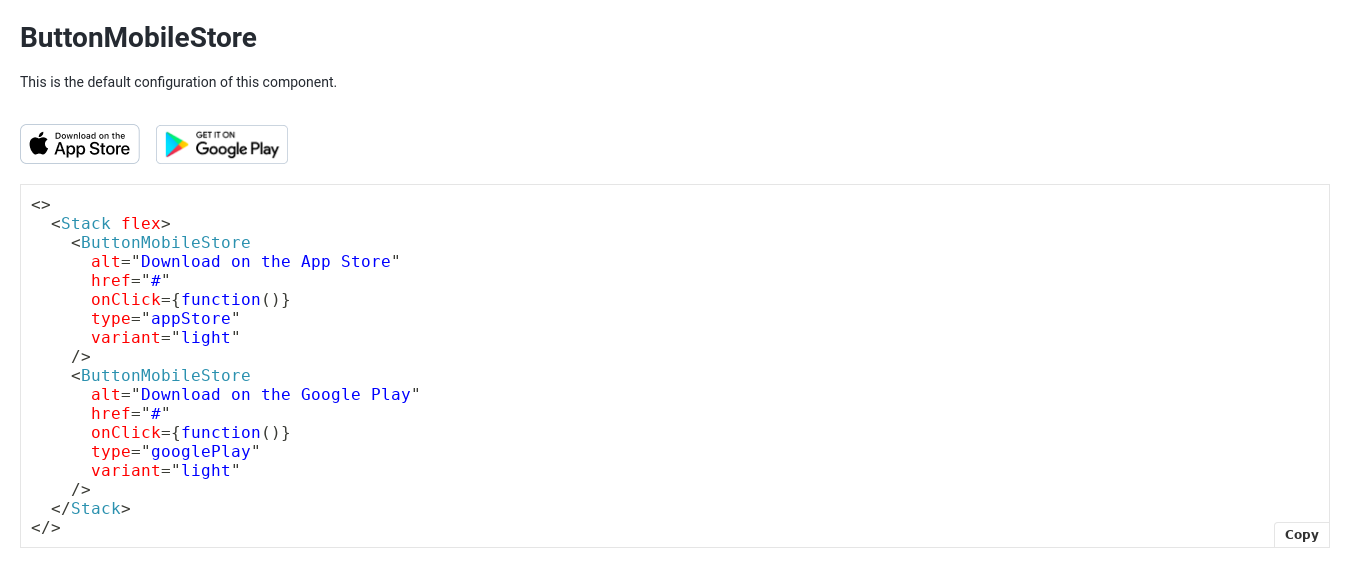 ButtonMobileStore
This is the default configuration of this component.
Download on the
App Store
GET IT ON
Google Play
<>
  <Stack flex>
    <ButtonMobileStore
      alt="Download on the App Store"
      href="#"
      onClick={function()}
      type="appStore"
      variant="light"
    />
    <ButtonMobileStore
      alt="Download on the Google Play"
      href="#"
      onClick={function()}
      type="googlePlay"
      variant="light"
    />
  </Stack>
</>
Copy